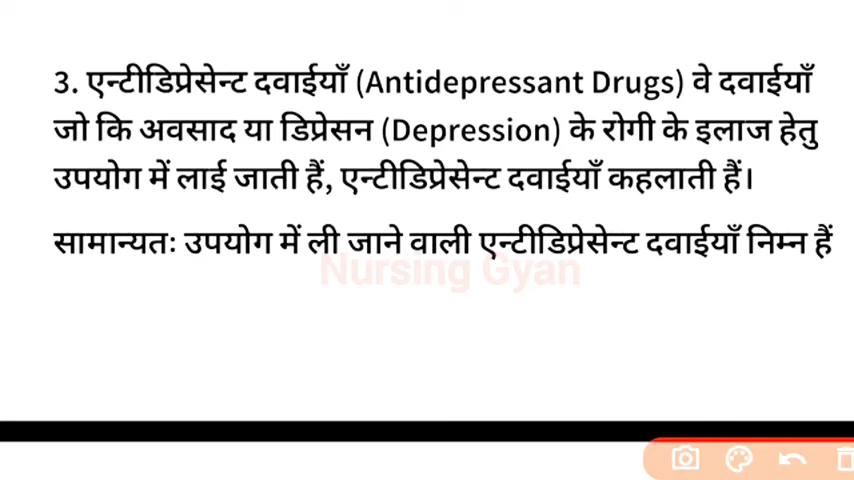 3. एन्टीडिप्रेसेन्ट दवाईयाँ (Antidepressant Drugs) वे दवाईयाँ
जो कि अवसाद या डिप्रेसन (Depression) के रोगी के इलाज हेतु
उपयोग में लाई जाती हैं, एन्टीडिप्रेसेन्ट दवाईयाँ कहलाती हैं।
सामान्यतः उपयोग में ली जाने वाली एन्टीडिप्रेसेन्ट दवाईयाँ निम्न हैं
Nursing Gyan